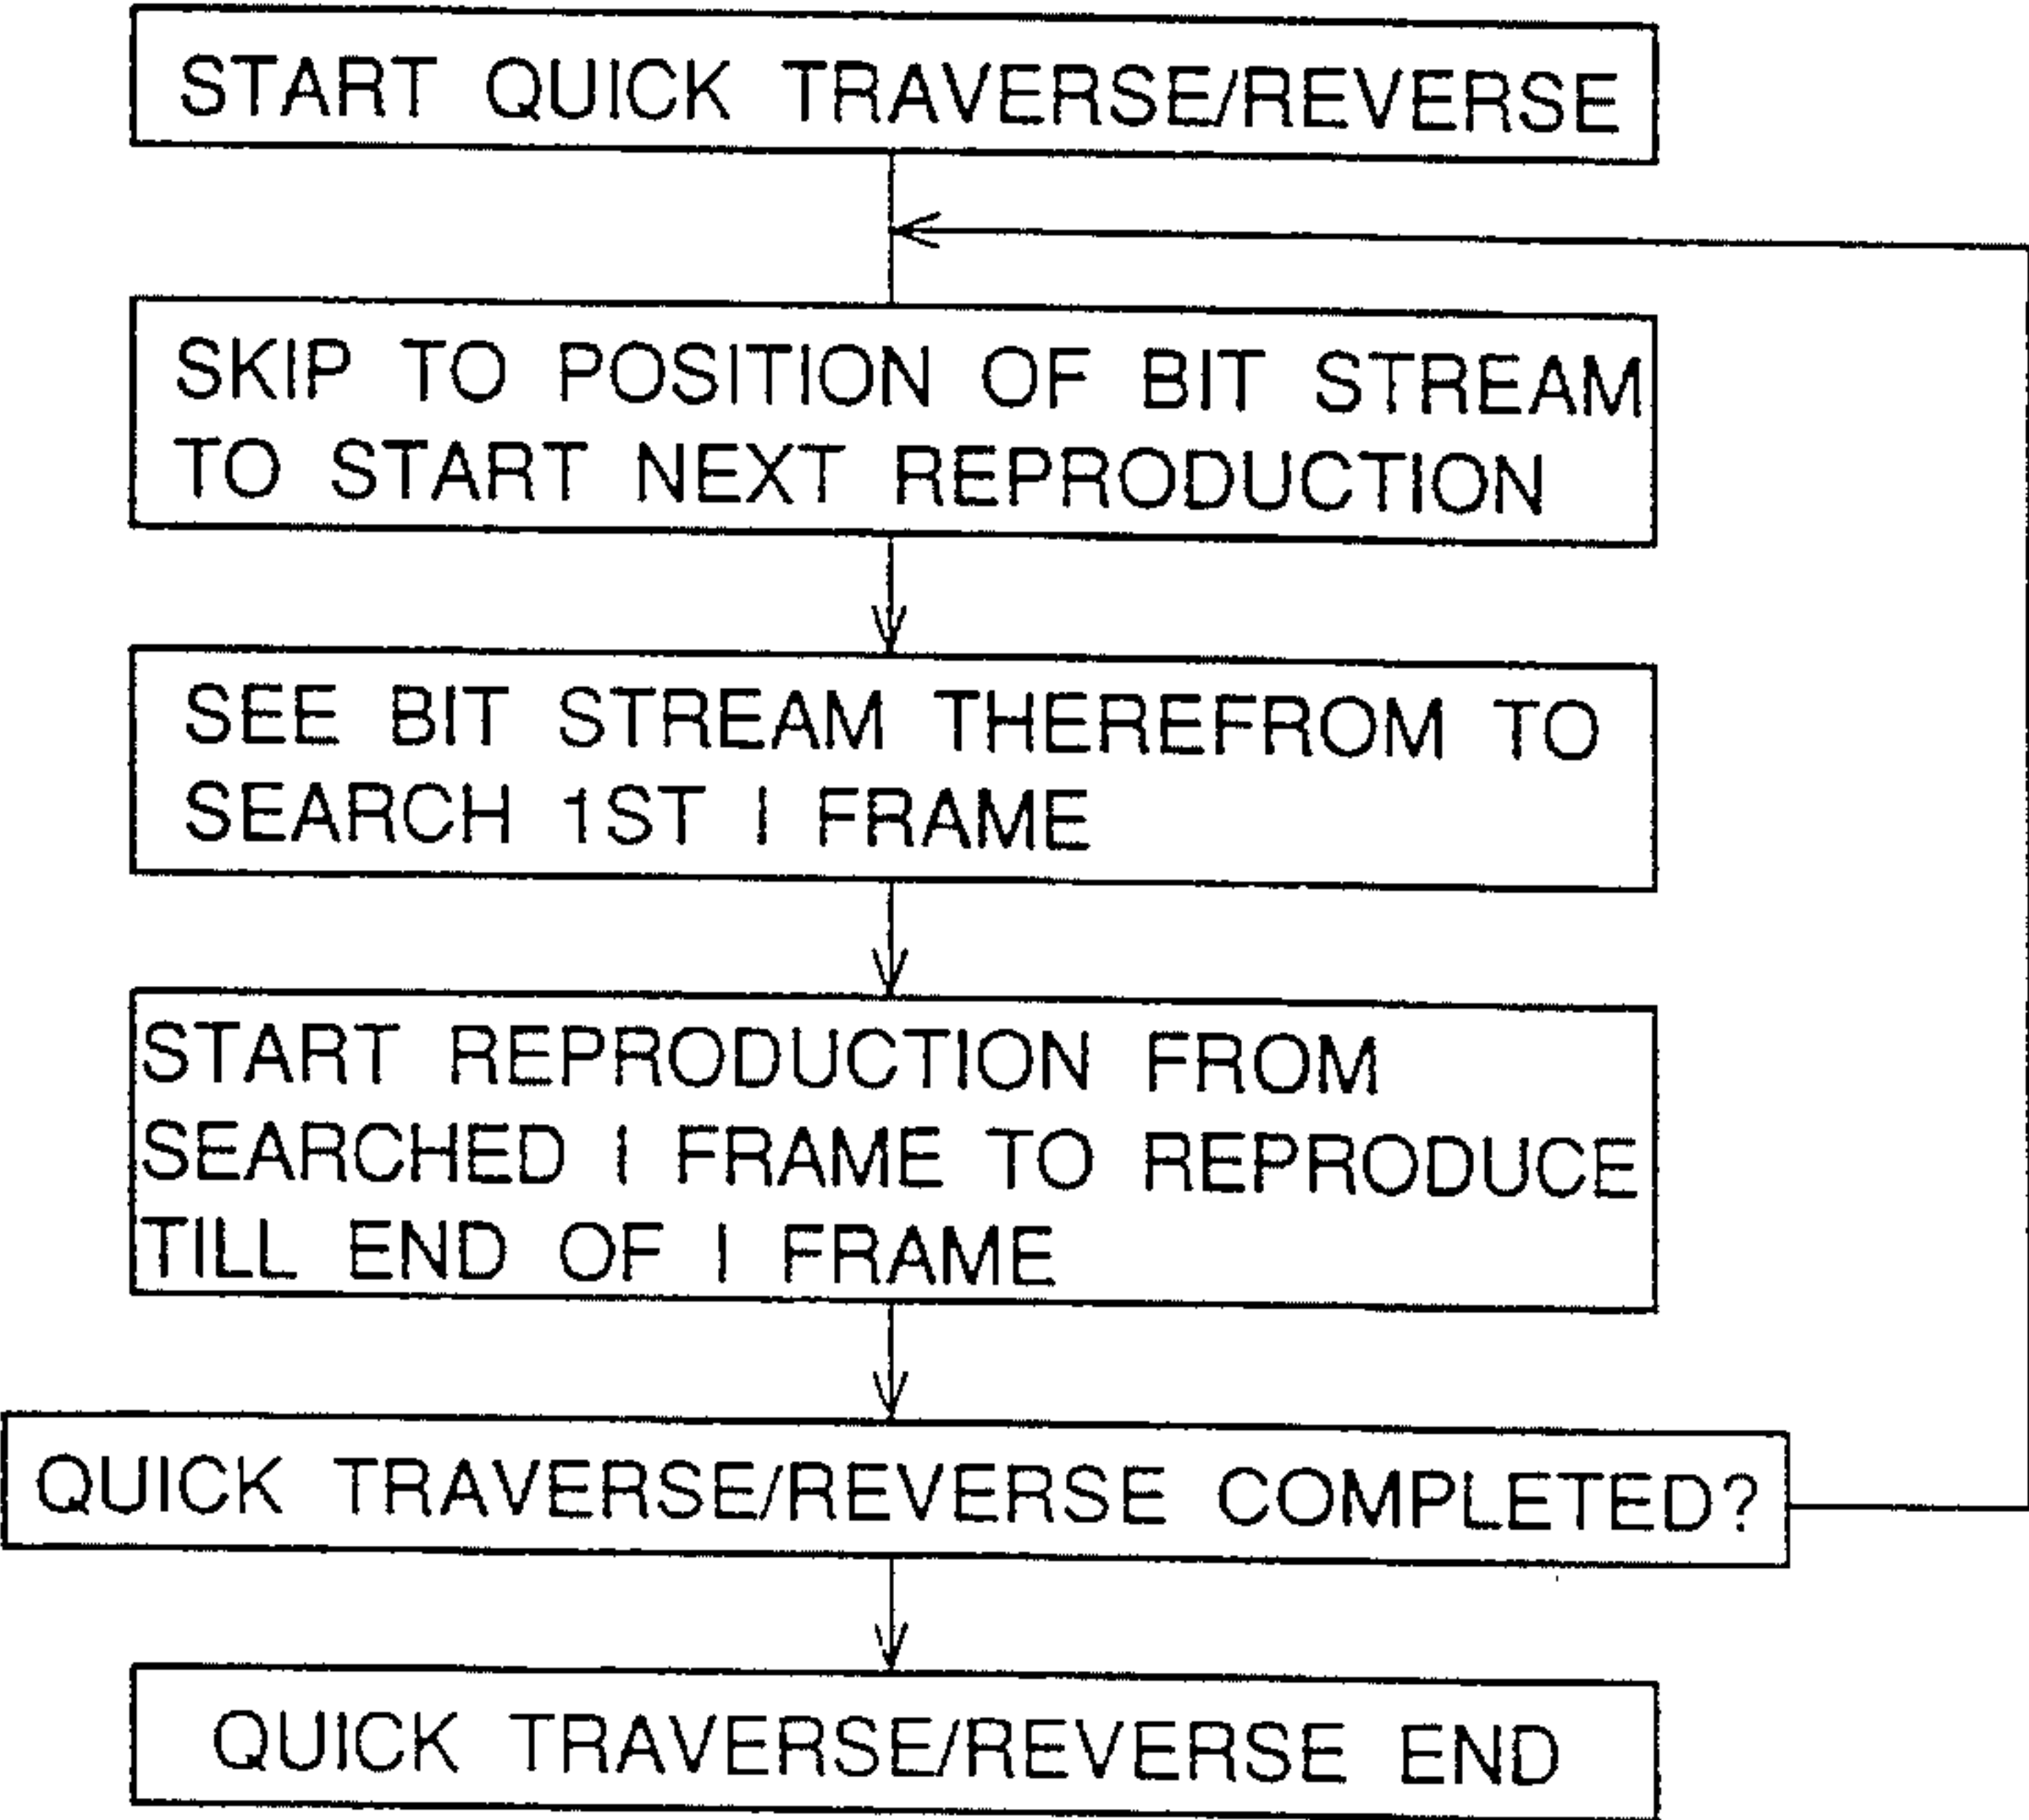 START QUICK TRAVERSE/REVERSE
SKIP TO POSITION OF BIT STREAM
TO START NEXT REPRODUCTION
SEE BIT STREAM THEREFROM TO
SEARCH 1ST I FRAME
START REPRODUCTION FROM
SEARCHED I FRAME TO REPRODUCE
TILL END OF I FRAME
QUICK TRAVERSE/REVERSE COMPLETED?
QUICK TRAVERSE/REVERSE END